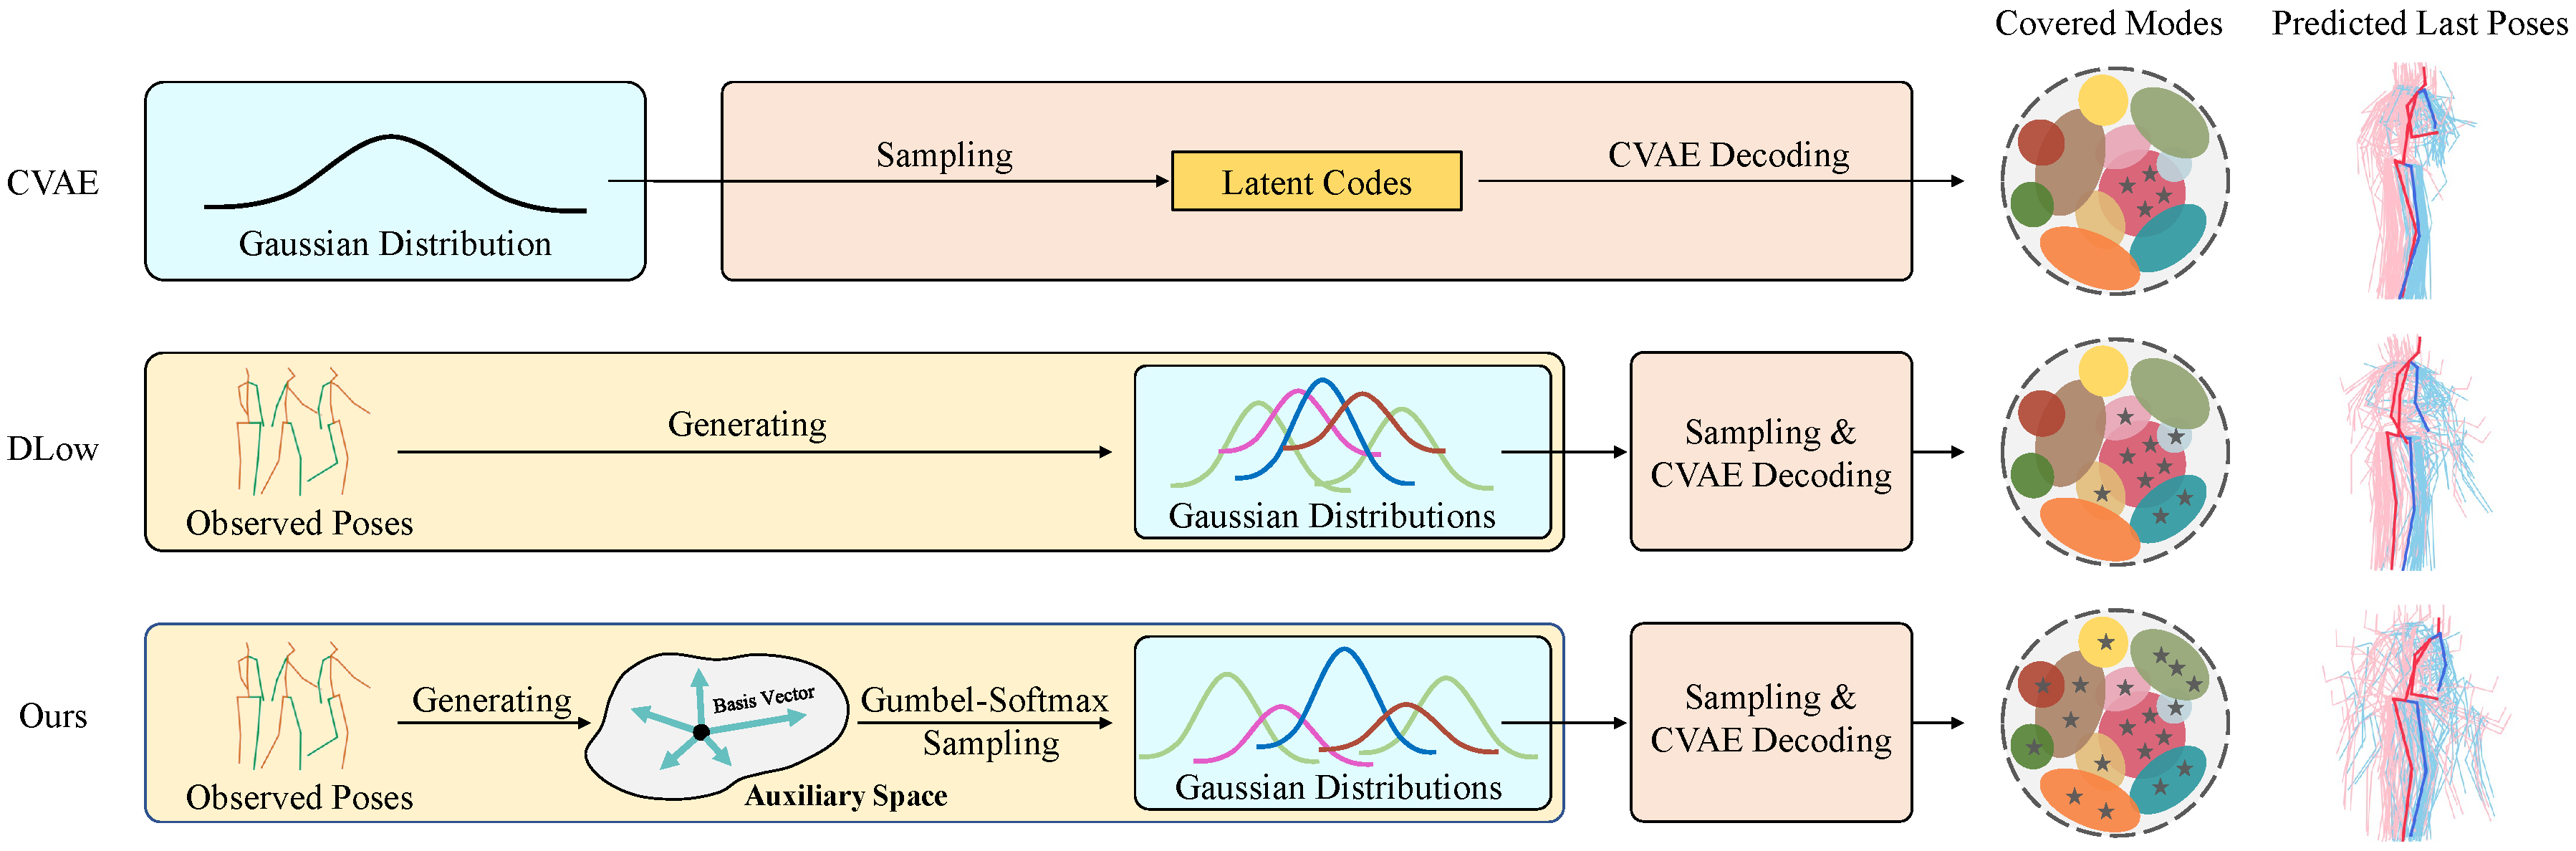 Covered Modes
Predicted Last Poses
CVAE
Gaussian Distribution
Sampling
Latent Codes
CVAE Decoding
DLow
Observed Poses
Generating
Gaussian Distributions
Sampling &
CVAE Decoding
Ours
Observed Poses
Generating
Basis Vector
Auxiliary Space
Gumbel-Softmax
Sampling
Gaussian Distributions
Sampling &
CVAE Decoding